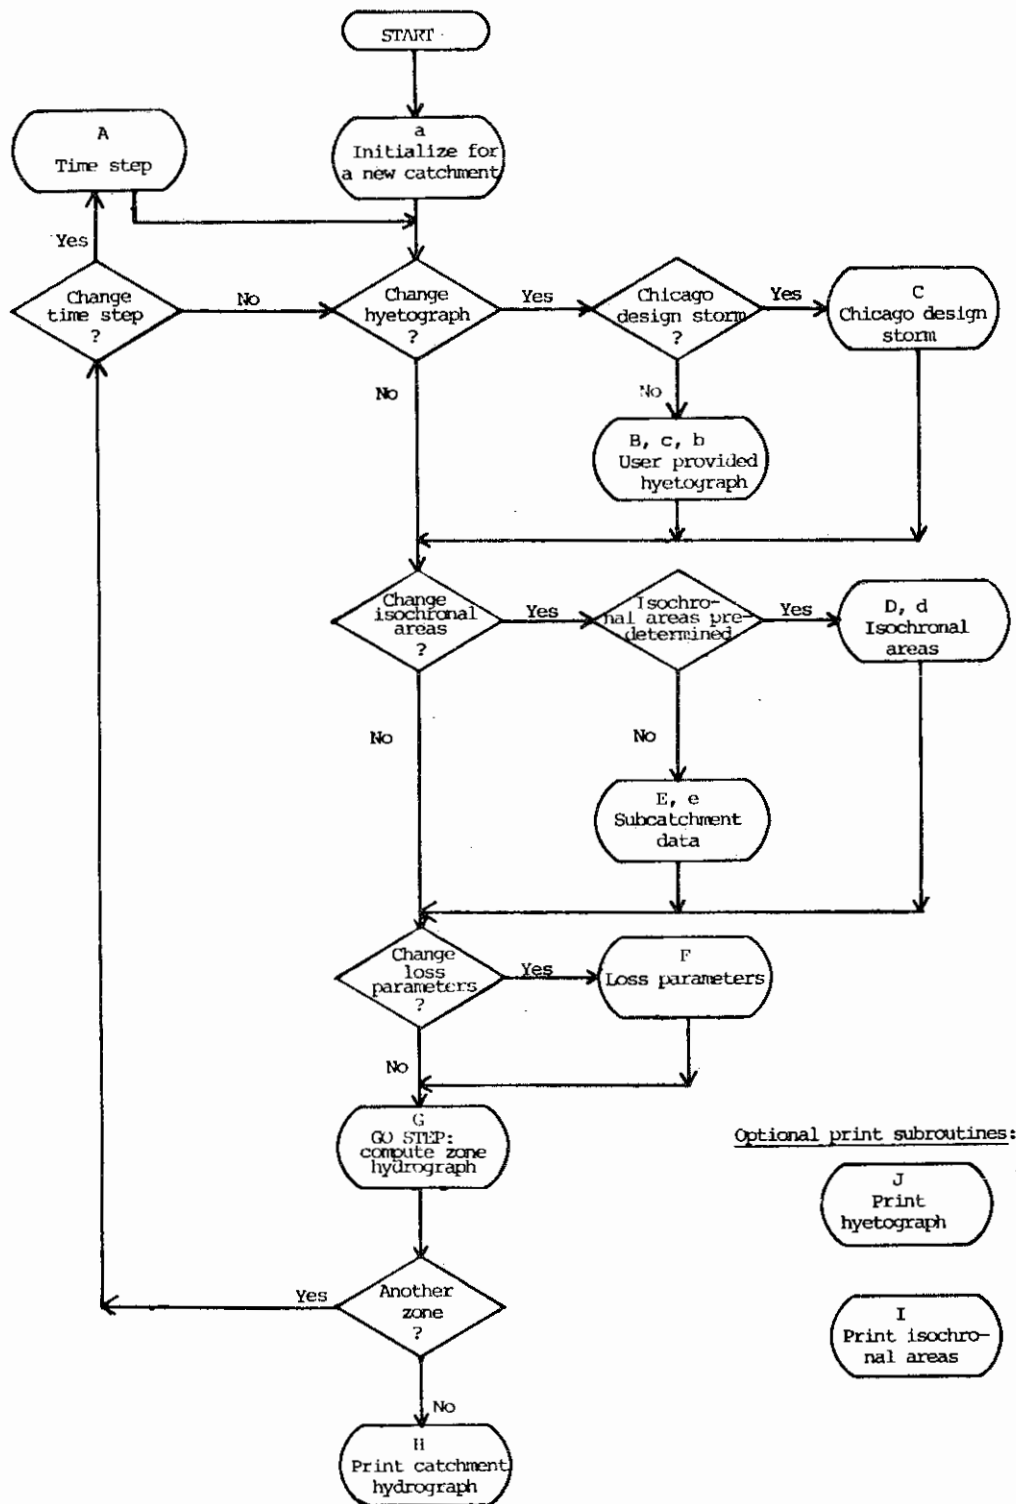 START
A
Time step
a
Initialize for
a new catchment
Yes
Change
time step
?
No
Change
hyetograph
?
Yes
Chicago
design storm
?
Yes
C
Chicago design
storm
No
No
B, c, b
User provided
hyetograph
Change
isochronal
areas
?
Yes
Isochro-
nal areas pre-
determined
Yes
D, d
Isochronal
areas
No
No
E, e
Subcatchment
data
Change
loss
parameters
?
Yes
F
Loss parameters
No
G
GO STEP:
compute zone
hydrograph
Optional print subroutines:
J
Print
hyetograph
Yes
Another
zone
?
I
Print isochro-
nal areas
No
H
Print catchment
hydrograph